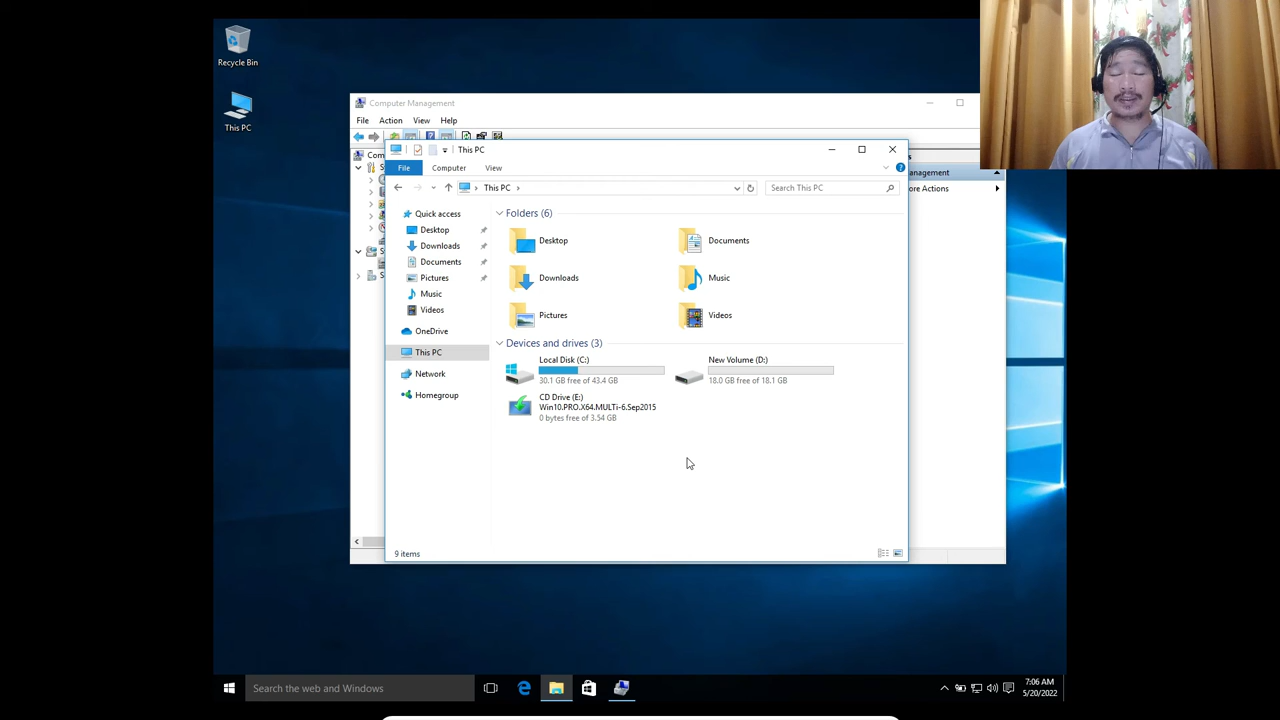 Recycle Bin
This PC
Computer Management
File Action View Help
This PC
File Computer View
This PC
Search This PC
Quick access
Desktop
Downloads
Documents
Pictures
Music
Videos
OneDrive
This PC
Network
Homegroup
Folders (6)
Desktop
Documents
Downloads
Music
Pictures
Videos
Devices and drives (3)
Local Disk (C:)
30.1 GB free of 43.4 GB
New Volume (D:)
18.0 GB free of 18.1 GB
CD Drive (E:)
Win10.PRO.X64.MULTi-6.Sep2015
0 bytes free of 3.54 GB
9 items
Com
S
S
s
nagement
ore Actions
Search the web and Windows
7:06 AM
5/20/2022